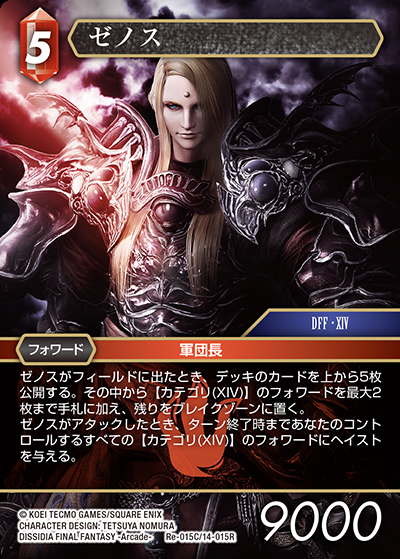 5
ゼノス
DFF・XIV
フォワード
軍団長
ゼノスがフィールドに出たとき、デッキのカードを上から5枚
公開する。その中から【カテゴリ(XIV)】のフォワードを最大2
枚まで手札に加え、残りをブレイクゾーンに置く。
ゼノスがアタックしたとき、ターン終了時まであなたのコント
ロールするすべての【カテゴリ(XIV)】のフォワードにヘイスト
を与える。
© KOEI TECMO GAMES/SQUARE ENIX
CHARACTER DESIGN: TETSUYA NOMURA
DISSIDIA FINAL FANTASY -Arcade- Re-015C/14-015R
9000